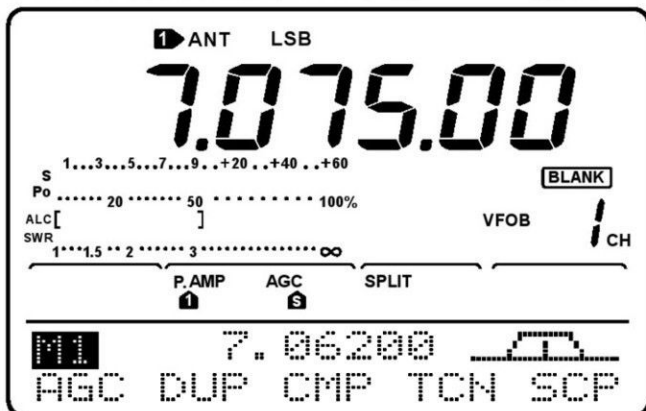 1 ANT LSB
7.075.00
S 1...3...5...7...9..+20..+40..+60
BLANK
Po ...... 20 ........... 50 .......... 100%
ALC [ ] VFOB 1 CH
SWR 1....1.5..2........3.................∞
P.AMP AGC SPLIT
1 S
M1 7.06200
AGC DUP CMP TCN SCP